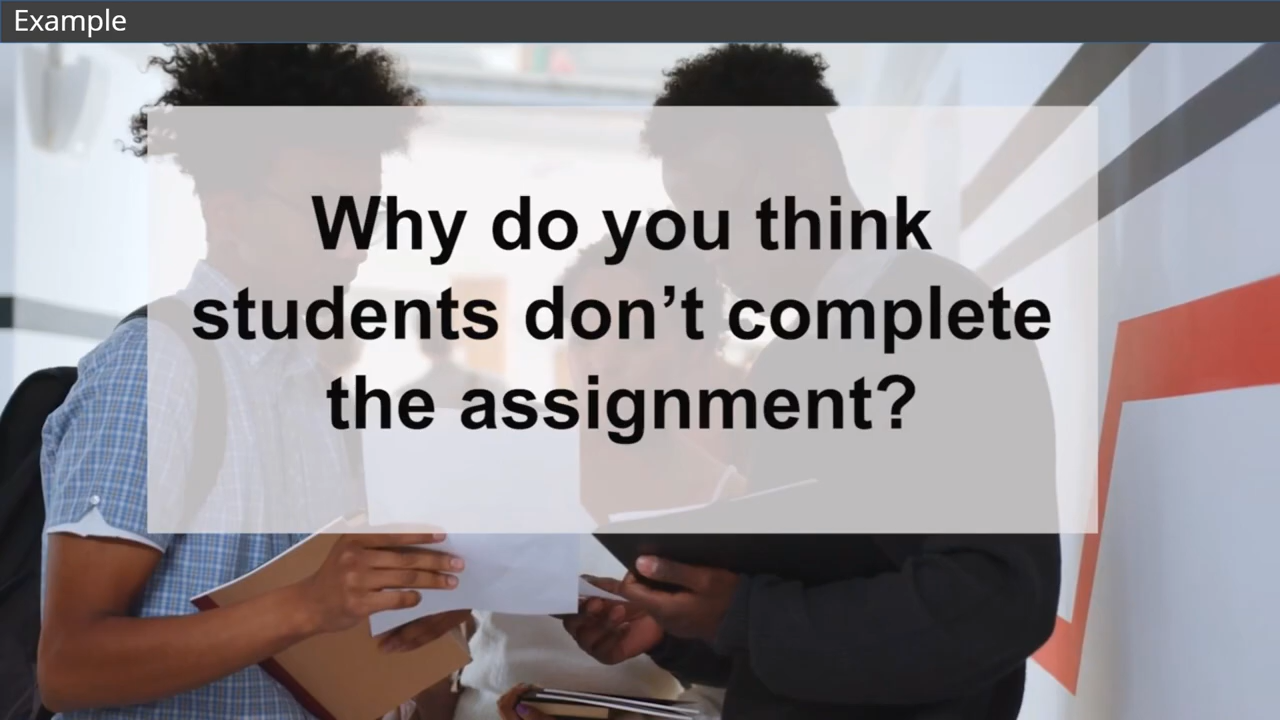 Example
Why do you think
students don’t complete
the assignment?